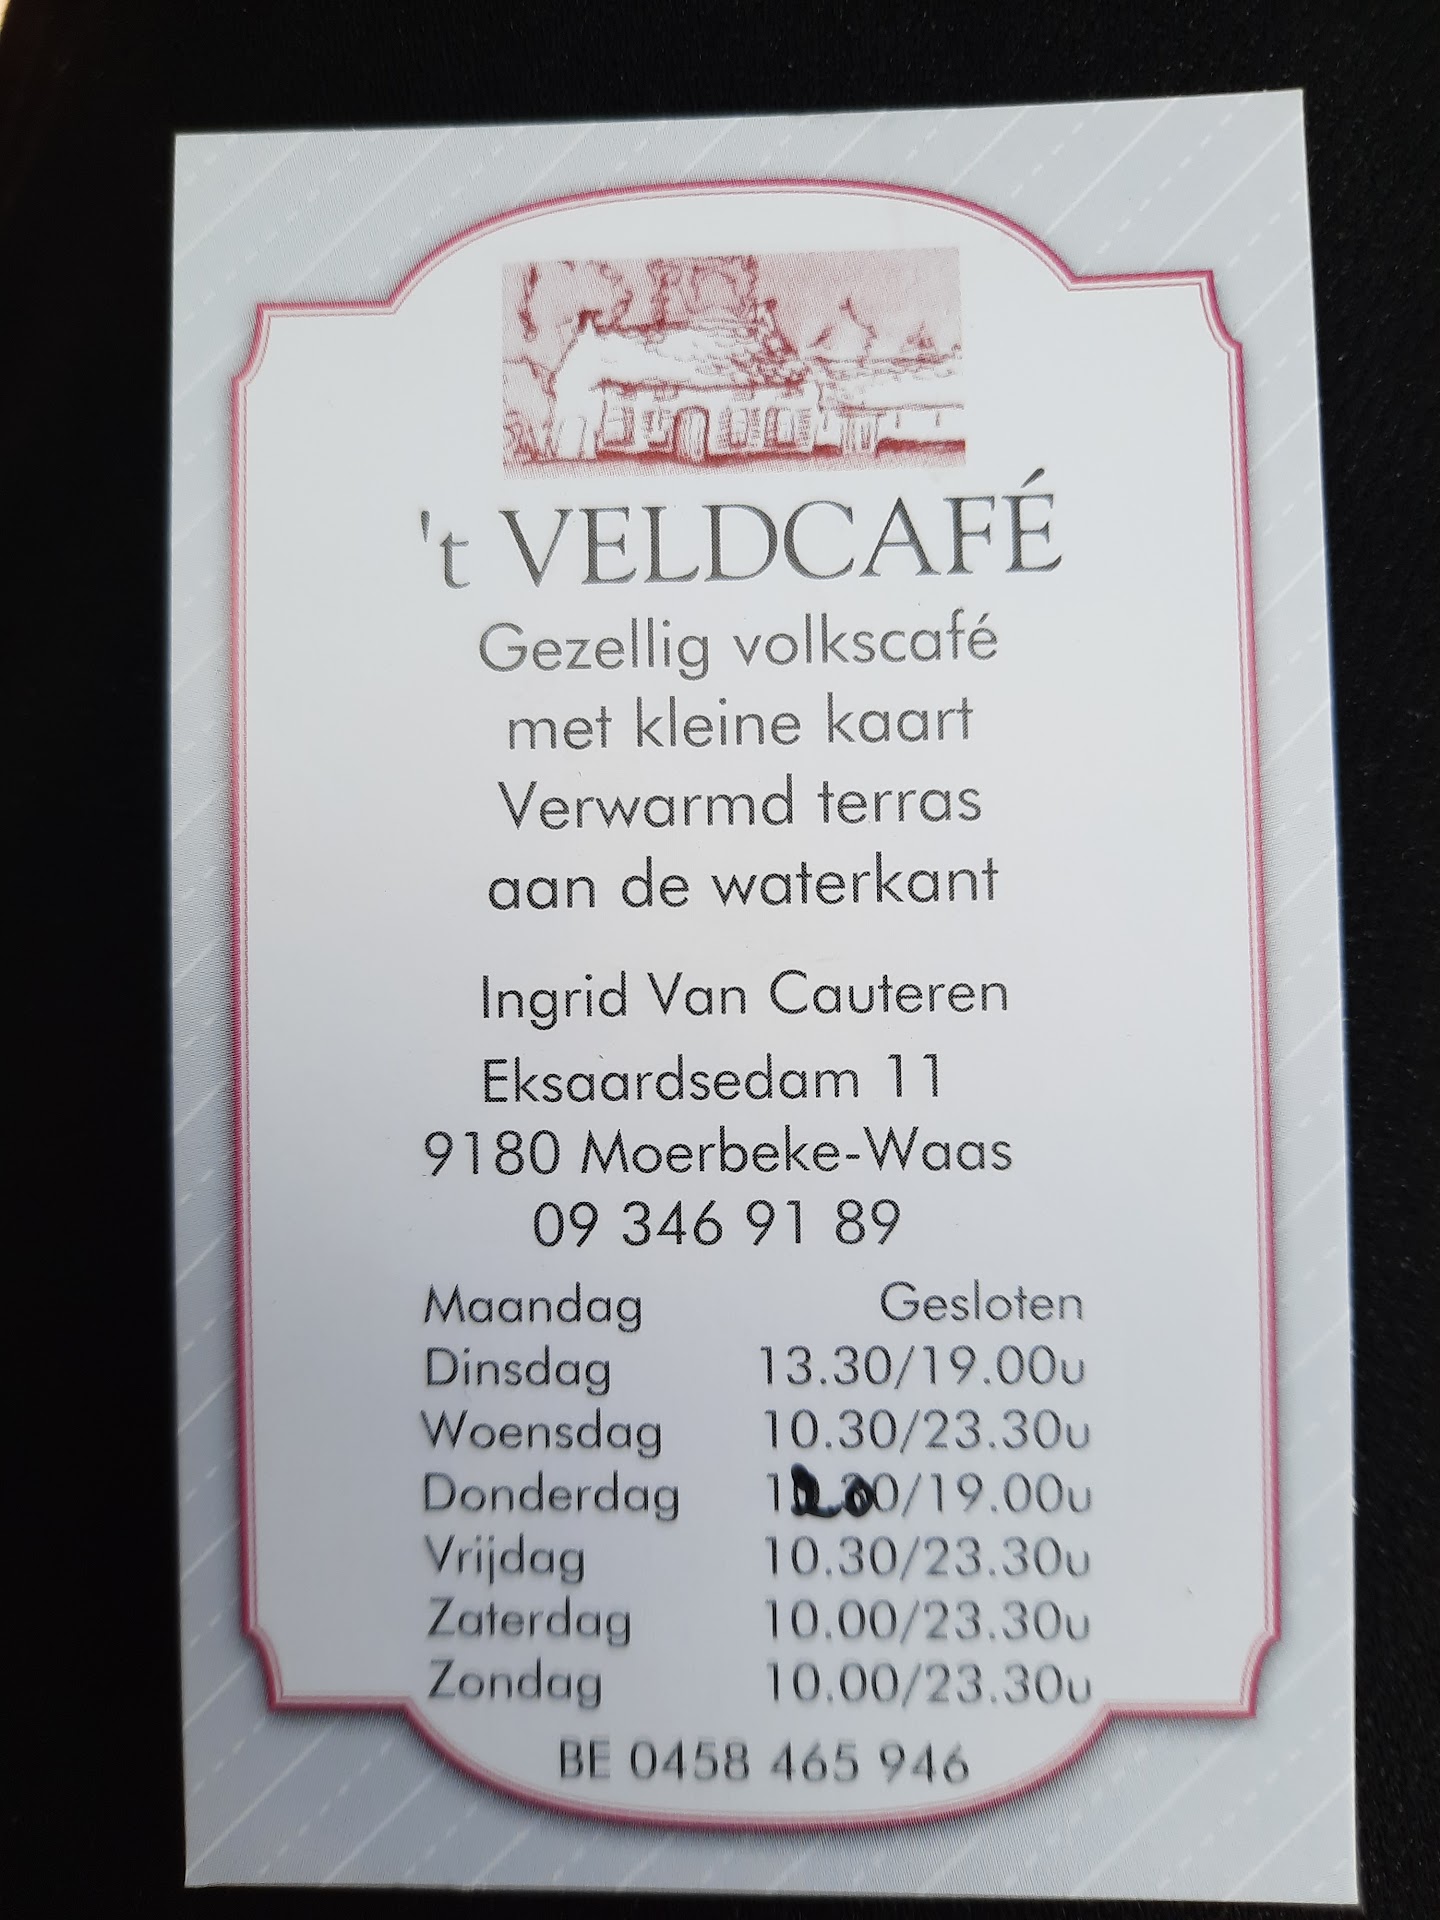 't VELDCAFÉ
Gezellig volkscafé
met kleine kaart
Verwarmd terras
aan de waterkant
Ingrid Van Cauteren
Eksaardsedam 11
9180 Moerbeke-Waas
09 346 91 89
Maandag Gesloten
Dinsdag 13.30/19.00u
Woensdag 10.30/23.30u
Donderdag /19.00u
Vrijdag 10.30/23.30u
Zaterdag 10.00/23.30u
Zondag 10.00/23.30u
BE 0458 465 946